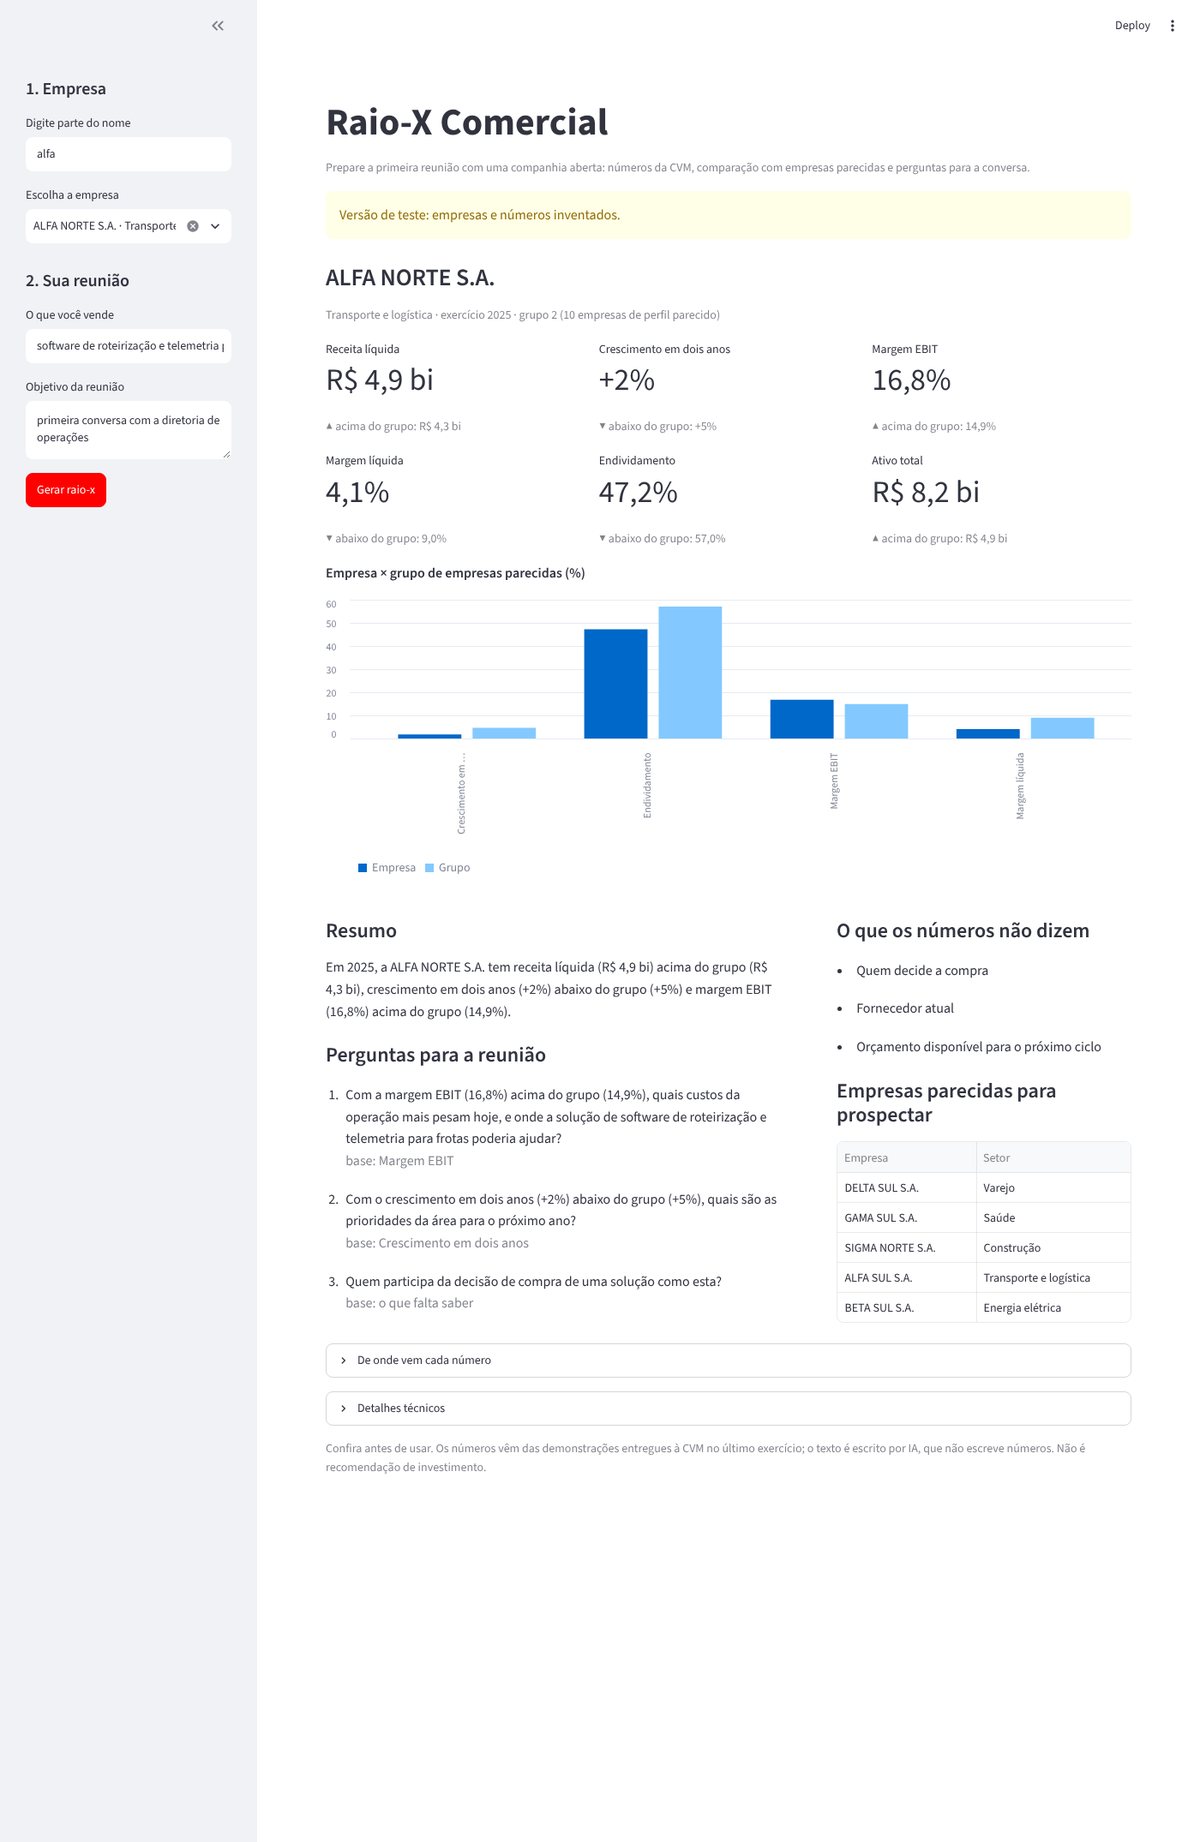 Deploy
1. Empresa
Digite parte do nome
alfa
Escolha a empresa
ALFA NORTE S.A. · Transporte
2. Sua reunião
O que você vende
software de roteirização e telemetria
Objetivo da reunião
primeira conversa com a diretoria de
operações
Gerar raio-x
Raio-X Comercial
Prepare a primeira reunião com uma companhia aberta: números da CVM, comparação com empresas parecidas e perguntas para a conversa.
Versão de teste: empresas e números inventados.
ALFA NORTE S.A.
Transporte e logística · exercício 2025 · grupo 2 (10 empresas de perfil parecido)
Receita líquida
R$ 4,9 bi
▲ acima do grupo: R$ 4,3 bi
Crescimento em dois anos
+2%
▼ abaixo do grupo: +5%
Margem EBIT
16,8%
▲ acima do grupo: 14,9%
Margem líquida
4,1%
▼ abaixo do grupo: 9,0%
Endividamento
47,2%
▼ abaixo do grupo: 57,0%
Ativo total
R$ 8,2 bi
▲ acima do grupo: R$ 4,9 bi
Empresa × grupo de empresas parecidas (%)
60
50
40
30
20
10
0
Crescimento em …
Endividamento
Margem EBIT
Margem líquida
Empresa
Grupo
Resumo
Em 2025, a ALFA NORTE S.A. tem receita líquida (R$ 4,9 bi) acima do grupo (R$
4,3 bi), crescimento em dois anos (+2%) abaixo do grupo (+5%) e margem EBIT
(16,8%) acima do grupo (14,9%).
Perguntas para a reunião
1. Com a margem EBIT (16,8%) acima do grupo (14,9%), quais custos da
operação mais pesam hoje, e onde a solução de software de roteirização e
telemetria para frotas poderia ajudar?
base: Margem EBIT
2. Com o crescimento em dois anos (+2%) abaixo do grupo (+5%), quais são as
prioridades da área para o próximo ano?
base: Crescimento em dois anos
3. Quem participa da decisão de compra de uma solução como esta?
base: o que falta saber
O que os números não dizem
• Quem decide a compra
• Fornecedor atual
• Orçamento disponível para o próximo ciclo
Empresas parecidas para
prospectar
Empresa Setor
DELTA SUL S.A. Varejo
GAMA SUL S.A. Saúde
SIGMA NORTE S.A. Construção
ALFA SUL S.A. Transporte e logística
BETA SUL S.A. Energia elétrica
De onde vem cada número
Detalhes técnicos
Confira antes de usar. Os números vêm das demonstrações entregues à CVM no último exercício; o texto é escrito por IA, que não escreve números. Não é
recomendação de investimento.